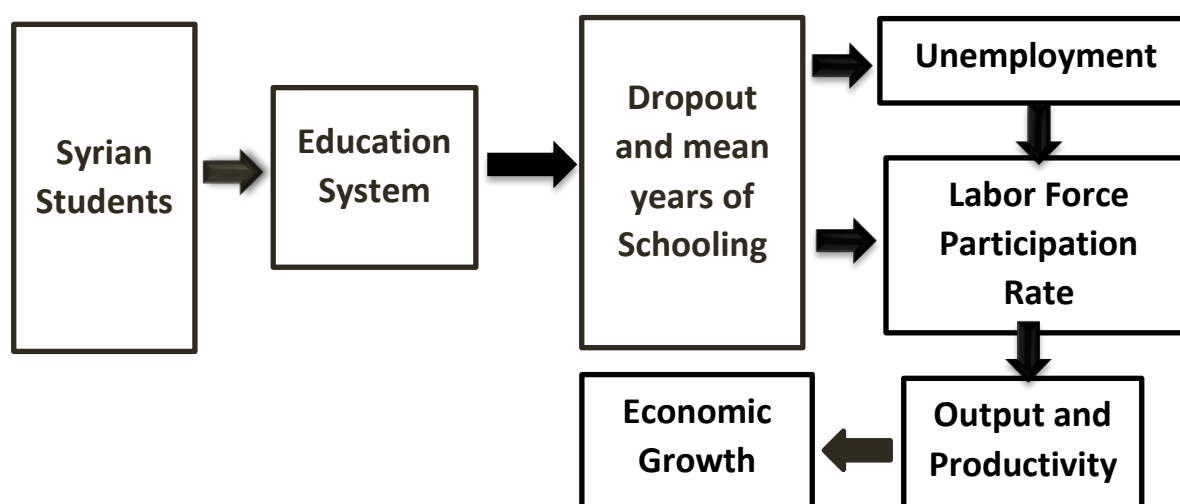 Syrian
Students
Education
System
Dropout
and mean
years of
Schooling
Unemployment
Labor Force
Participation
Rate
Output and
Productivity
Economic
Growth